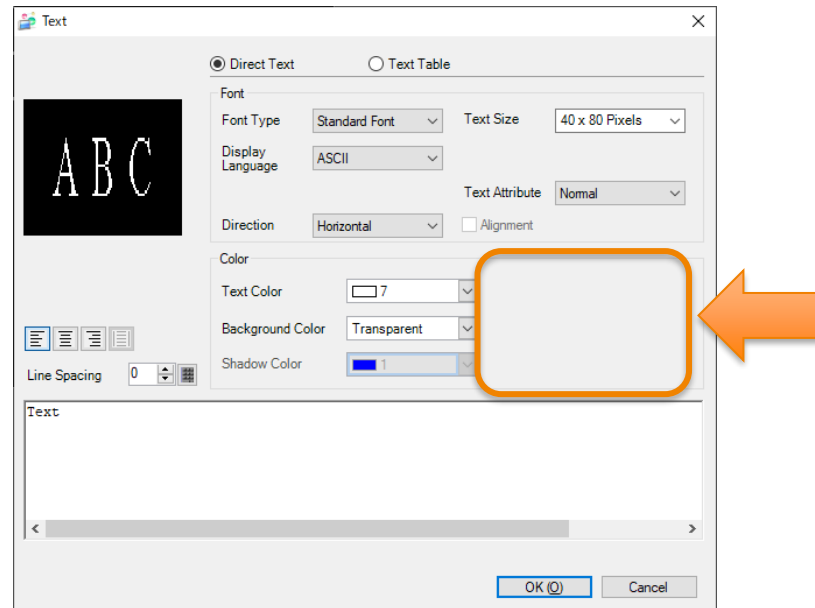 Text
Direct Text Text Table
Font
Font Type Standard Font Text Size 40 x 80 Pixels
Display Language ASCII
Text Attribute Normal
Direction Horizontal Alignment
A B C
Color
Text Color 7
Background Color Transparent
Shadow Color 1
Line Spacing 0
Text
OK (O) Cancel